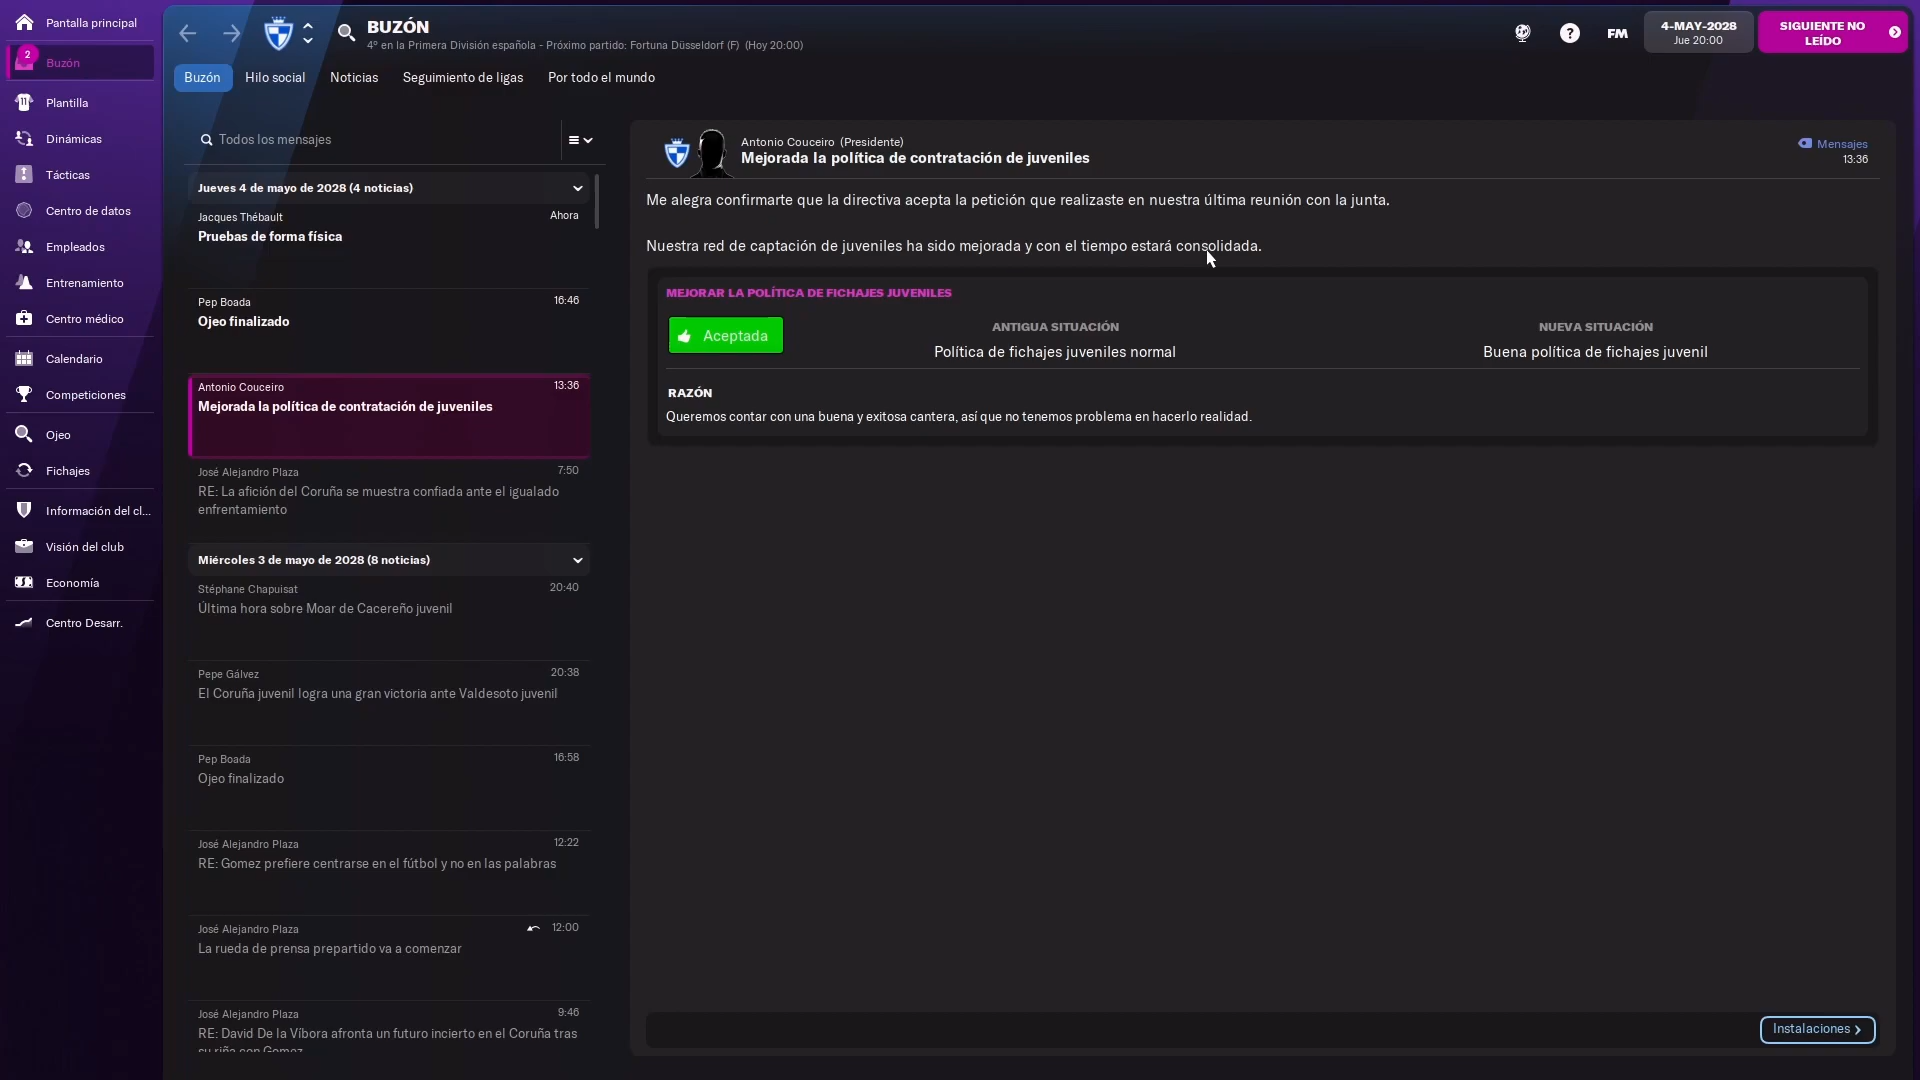 Pantalla principal
2
Buzón
Plantilla
Dinámicas
Tácticas
Centro de datos
Empleados
Entrenamiento
Centro médico
Calendario
Competiciones
Ojeo
Fichajes
Información del cl...
Visión del club
Economía
Centro Desarr.
BUZÓN
4º en la Primera División española - Próximo partido: Fortuna Düsseldorf (F) (Hoy 20:00)
FM
4-MAY-2028
Jue 20:00
SIGUIENTE NO
LEÍDO
Buzón
Hilo social
Noticias
Seguimiento de ligas
Por todo el mundo
Todos los mensajes
Jueves 4 de mayo de 2028 (4 noticias)
Jacques Thébault
Ahora
Pruebas de forma física
Pep Boada
16:46
Ojeo finalizado
Antonio Couceiro
13:36
Mejorada la política de contratación de juveniles
José Alejandro Plaza
7:50
RE: La afición del Coruña se muestra confiada ante el igualado
enfrentamiento
Miércoles 3 de mayo de 2028 (8 noticias)
Stéphane Chapuisat
20:40
Última hora sobre Moar de Cacereño juvenil
Pepe Gálvez
20:38
El Coruña juvenil logra una gran victoria ante Valdesoto juvenil
Pep Boada
16:58
Ojeo finalizado
José Alejandro Plaza
12:22
RE: Gomez prefiere centrarse en el fútbol y no en las palabras
José Alejandro Plaza
12:00
La rueda de prensa prepartido va a comenzar
José Alejandro Plaza
9:46
RE: David De la Víbora afronta un futuro incierto en el Coruña tras
su riña con Gomez
Antonio Couceiro (Presidente)
Mejorada la política de contratación de juveniles
Mensajes
13:36
Me alegra confirmarte que la directiva acepta la petición que realizaste en nuestra última reunión con la junta.
Nuestra red de captación de juveniles ha sido mejorada y con el tiempo estará consolidada.
MEJORAR LA POLÍTICA DE FICHAJES JUVENILES
Aceptada
ANTIGUA SITUACIÓN
Política de fichajes juveniles normal
NUEVA SITUACIÓN
Buena política de fichajes juvenil
RAZÓN
Queremos contar con una buena y exitosa cantera, así que no tenemos problema en hacerlo realidad.
Instalaciones